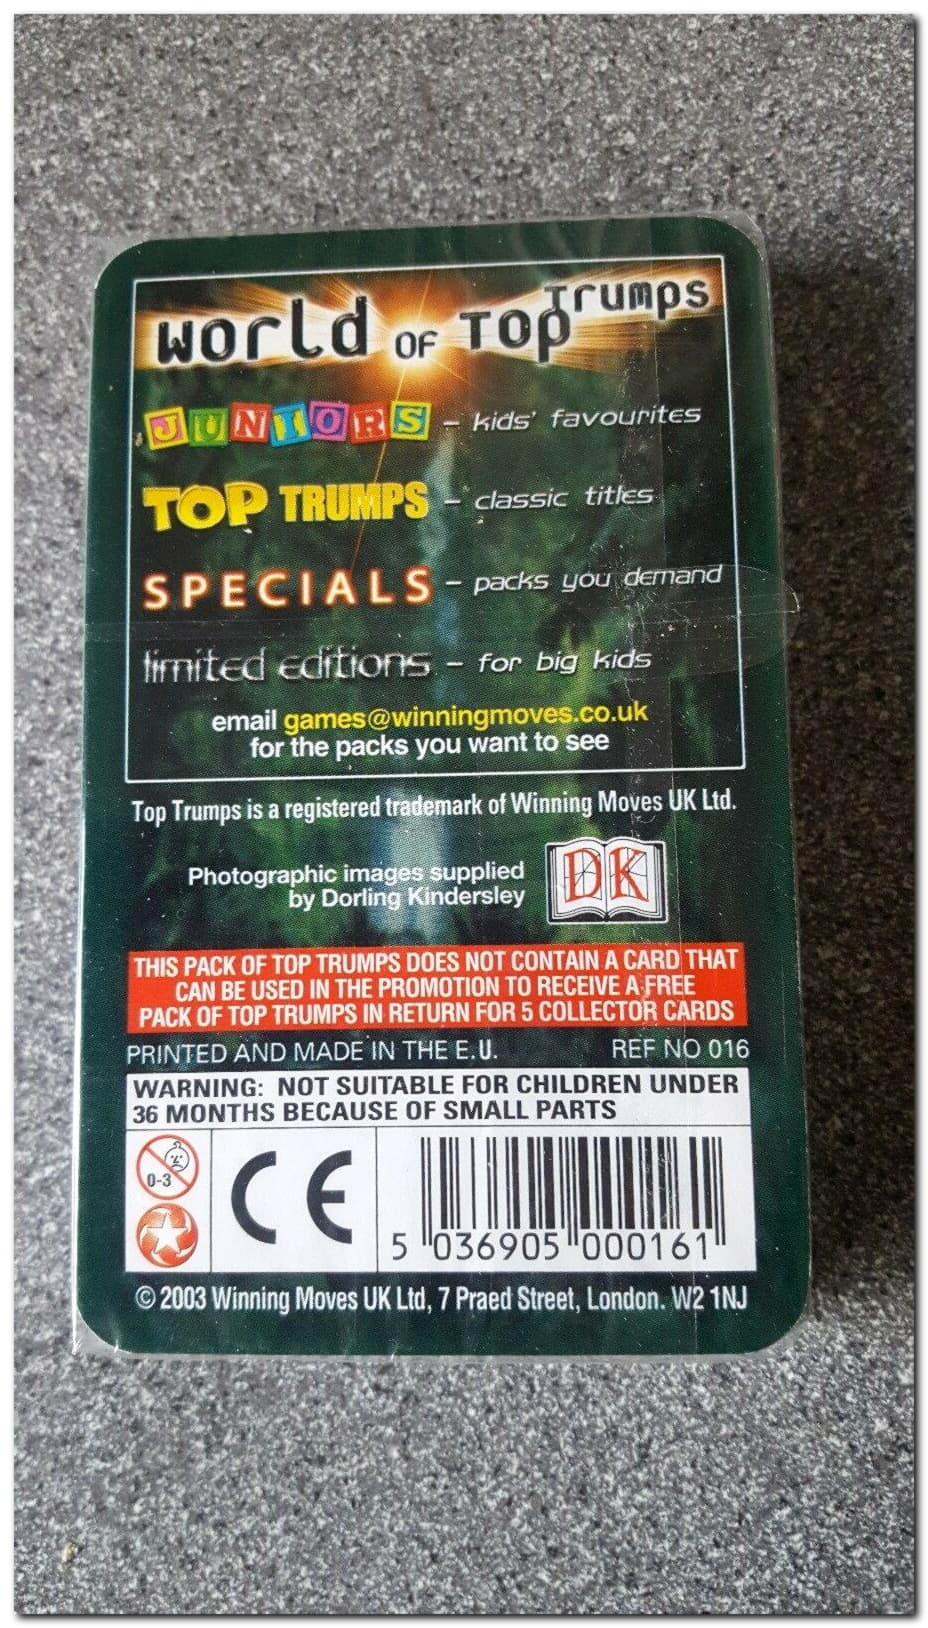 world OF TOP Trumps
JUNIORS – kids' favourites
TOP TRUMPS – classic titles
SPECIALS – packs you demand
limited editions – for big kids
email games@winningmoves.co.uk
for the packs you want to see
Top Trumps is a registered trademark of Winning Moves UK Ltd.
Photographic images supplied
by Dorling Kindersley
DK
THIS PACK OF TOP TRUMPS DOES NOT CONTAIN A CARD THAT
CAN BE USED IN THE PROMOTION TO RECEIVE A FREE
PACK OF TOP TRUMPS IN RETURN FOR 5 COLLECTOR CARDS
PRINTED AND MADE IN THE E.U. REF NO 016
WARNING: NOT SUITABLE FOR CHILDREN UNDER
36 MONTHS BECAUSE OF SMALL PARTS
0-3
CE
5 036905 000161
© 2003 Winning Moves UK Ltd, 7 Praed Street, London. W2 1NJ